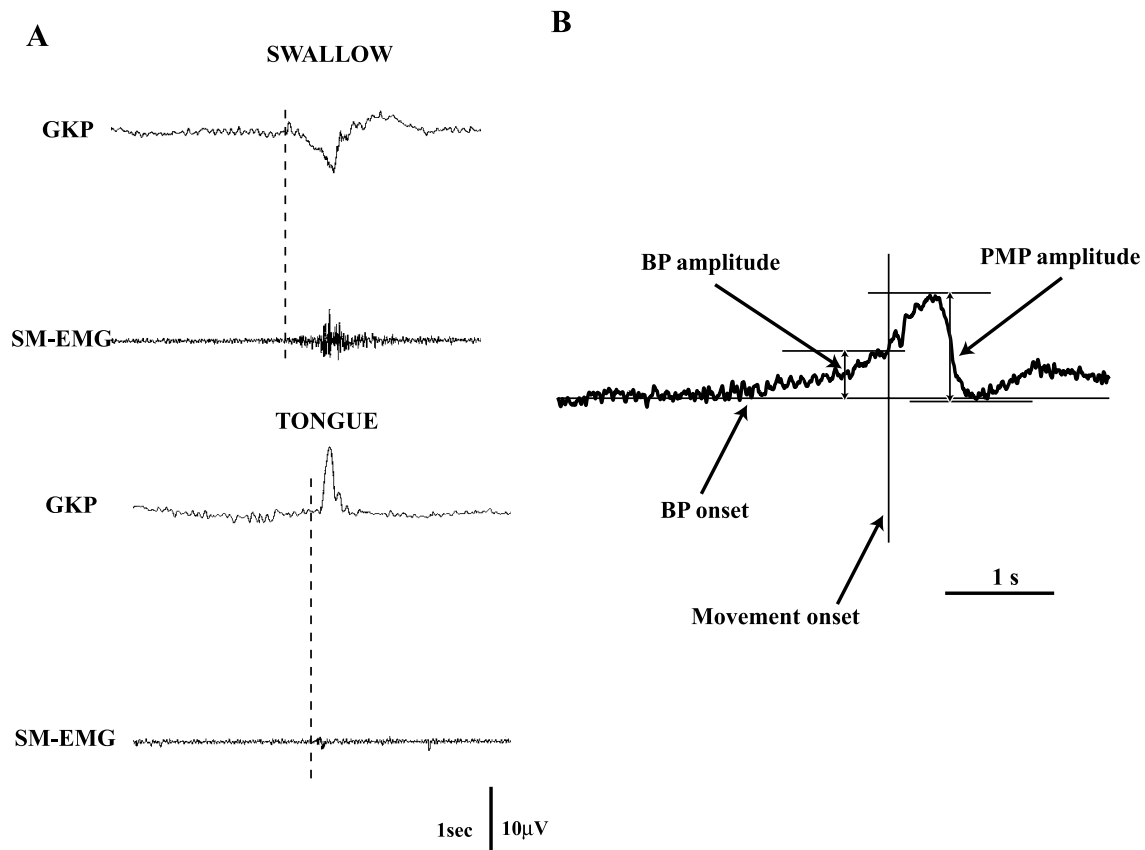 A
SWALLOW
GKP
SM-EMG
TONGUE
GKP
SM-EMG
1sec
10μV
B
BP amplitude
PMP amplitude
BP onset
Movement onset
1 s